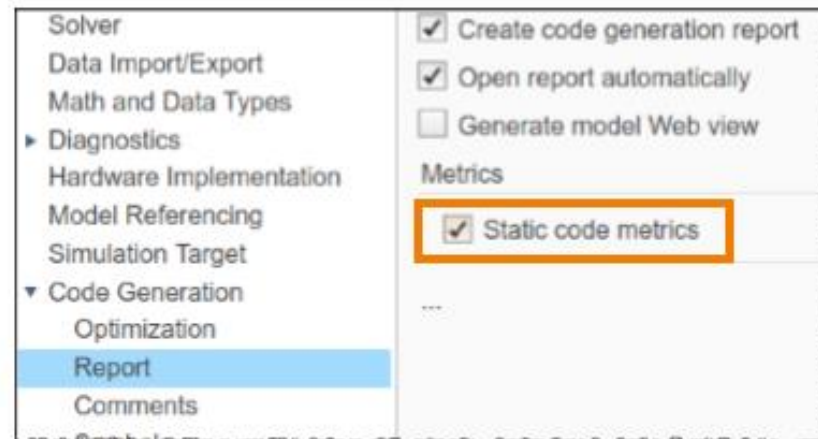 Solver
Data Import/Export
Math and Data Types
Diagnostics
Hardware Implementation
Model Referencing
Simulation Target
Code Generation
Optimization
Report
Comments
Create code generation report
Open report automatically
Generate model Web view
Metrics
Static code metrics
...